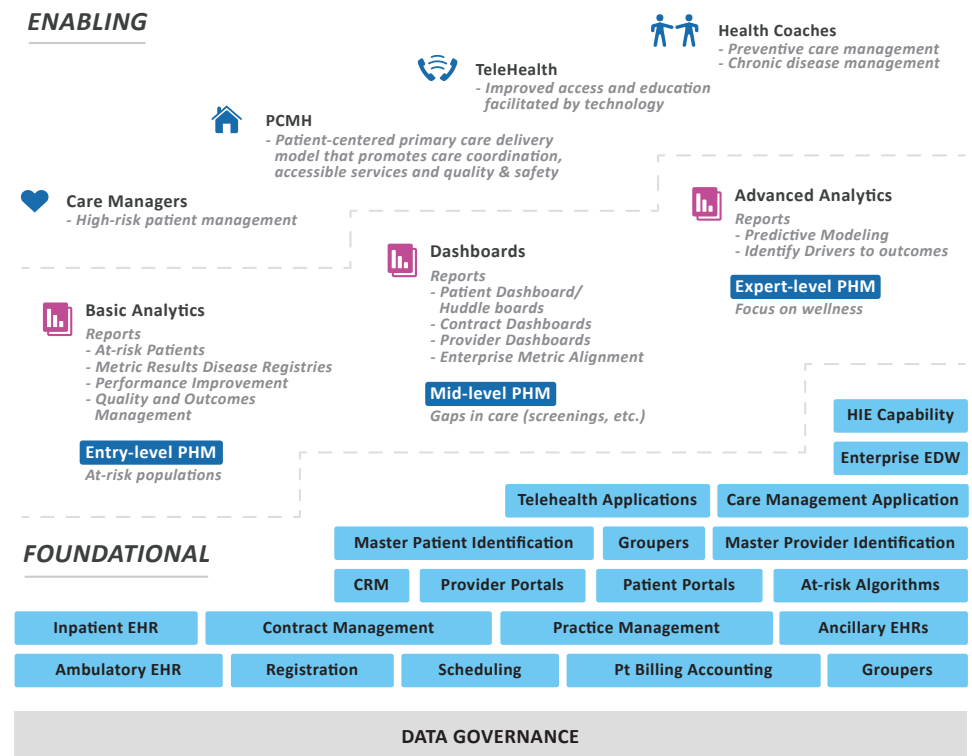 ENABLING
Health Coaches
- Preventive care management
- Chronic disease management
TeleHealth
- Improved access and education
facilitated by technology
PCMH
- Patient-centered primary care delivery
model that promotes care coordination,
accessible services and quality & safety
Care Managers
- High-risk patient management
Advanced Analytics
Reports
- Predictive Modeling
- Identify Drivers to outcomes
Expert-level PHM
Focus on wellness
Dashboards
Reports
- Patient Dashboard/
Huddle boards
- Contract Dashboards
- Provider Dashboards
- Enterprise Metric Alignment
Mid-level PHM
Gaps in care (screenings, etc.)
Basic Analytics
Reports
- At-risk Patients
- Metric Results Disease Registries
- Performance Improvement
- Quality and Outcomes
Management
Entry-level PHM
At-risk populations
FOUNDATIONAL
HIE Capability
Enterprise EDW
Telehealth Applications
Care Management Application
Master Patient Identification
Groupers
Master Provider Identification
CRM
Provider Portals
Patient Portals
At-risk Algorithms
Inpatient EHR
Contract Management
Practice Management
Ancillary EHRs
Ambulatory EHR
Registration
Scheduling
Pt Billing Accounting
Groupers
DATA GOVERNANCE